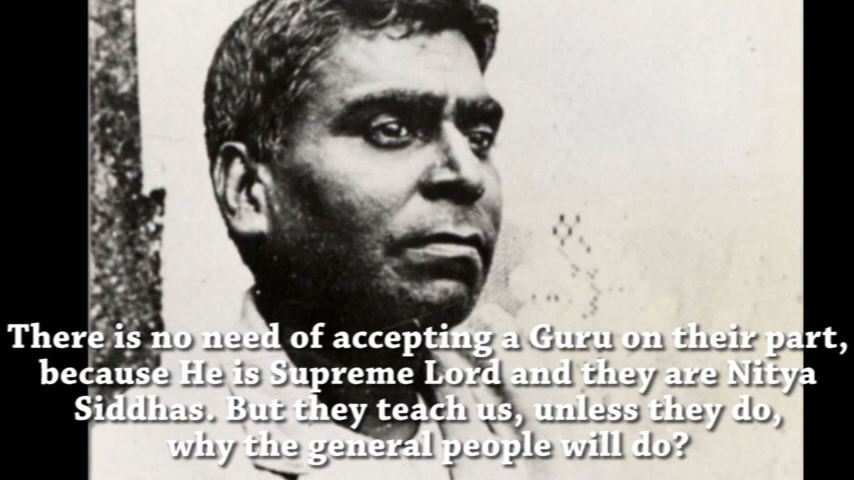 There is no need of accepting a Guru on their part,
because He is Supreme Lord and they are Nitya
Siddhas. But they teach us, unless they do,
why the general people will do?